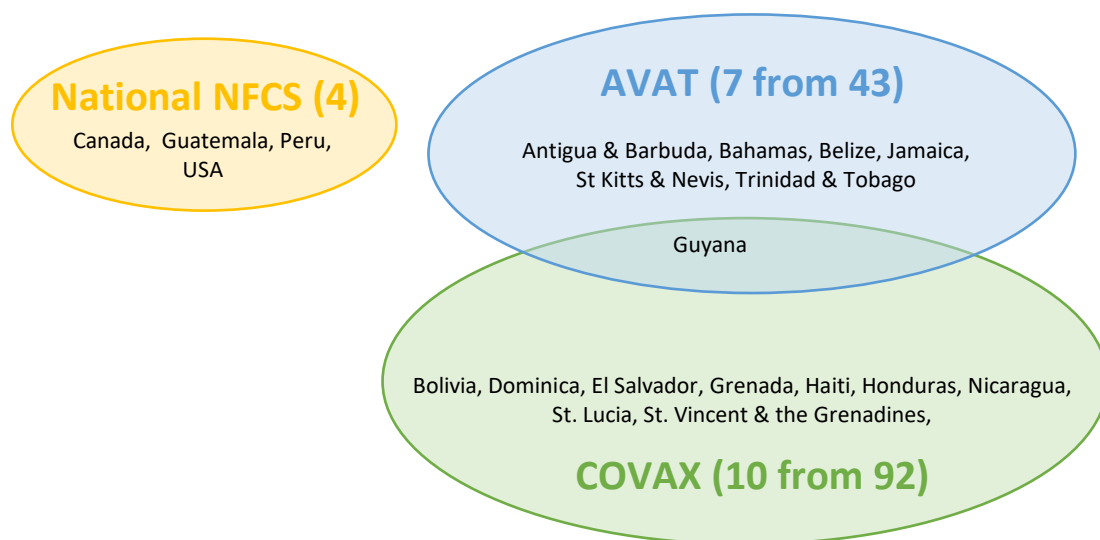 National NFCS (4)
Canada, Guatemala, Peru,
USA
AVAT (7 from 43)
Antigua & Barbuda, Bahamas, Belize, Jamaica,
St Kitts & Nevis, Trinidad & Tobago
Guyana
Bolivia, Dominica, El Salvador, Grenada, Haiti, Honduras, Nicaragua,
St. Lucia, St. Vincent & the Grenadines,
COVAX (10 from 92)